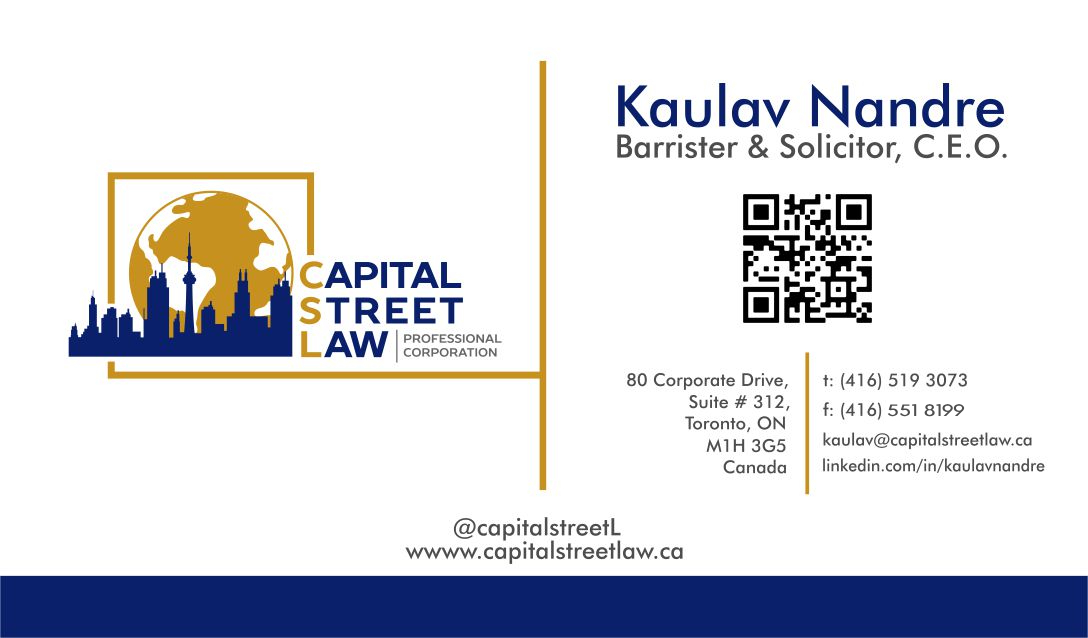 CAPITAL
STREET
LAW
PROFESSIONAL
CORPORATION
Kaulav Nandre
Barrister & Solicitor, C.E.O.
80 Corporate Drive,
Suite # 312,
Toronto, ON
M1H 3G5
Canada
t: (416) 519 3073
f: (416) 551 8199
kaulav@capitalstreetlaw.ca
linkedin.com/in/kaulavnandre
@capitalstreetL
wwww.capitalstreetlaw.ca